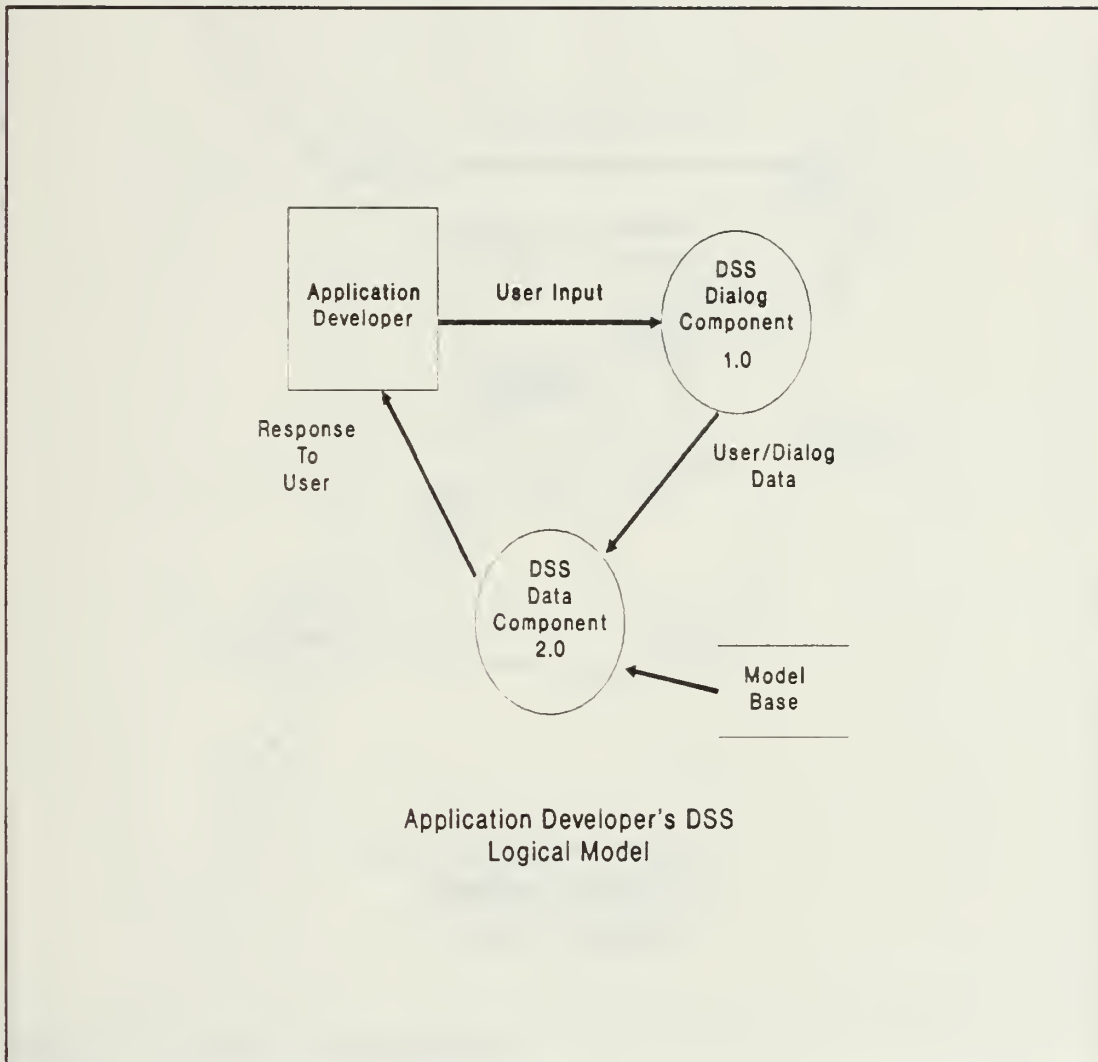 Application
Developer
User Input
DSS
Dialog
Component
1.0
Response
To
User
User/Dialog
Data
DSS
Data
Component
2.0
Model
Base
Application Developer's DSS
Logical Model